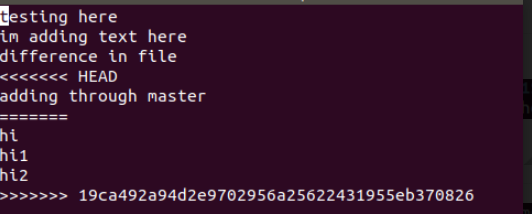 testing here
im adding text here
difference in file
<<<<<<< HEAD
adding through master
=======
hi
hi1
hi2
>>>>>>> 19ca492a94d2e9702956a25622431955eb370826